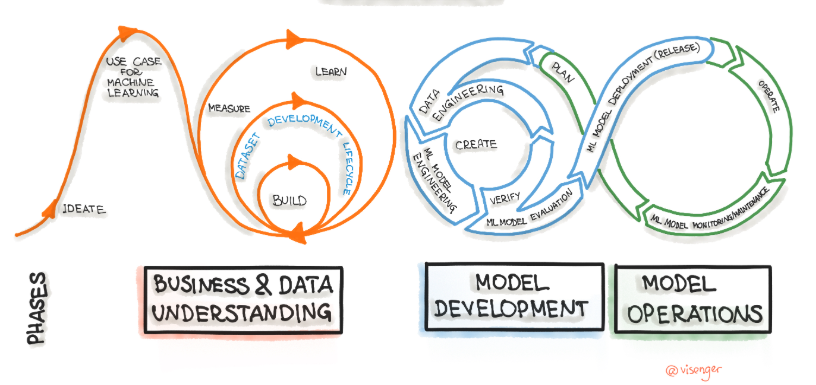 USE CASE
FOR
MACHINE
LEARNING
IDEATE
MEASURE
LEARN
DATASET DEVELOPMENT LIFECYCLE
BUILD
DATA
ENGINEERING
CREATE
ML MODEL
ENGINEERING
VERIFY
ML MODEL EVALUATION
PLAN
ML MODEL DEPLOYMENT (RELEASE)
OPERATE
ML MODEL MONITORING/MAINTENANCE
PHASES
BUSINESS & DATA
UNDERSTANDING
MODEL
DEVELOPMENT
MODEL
OPERATIONS
@visenger